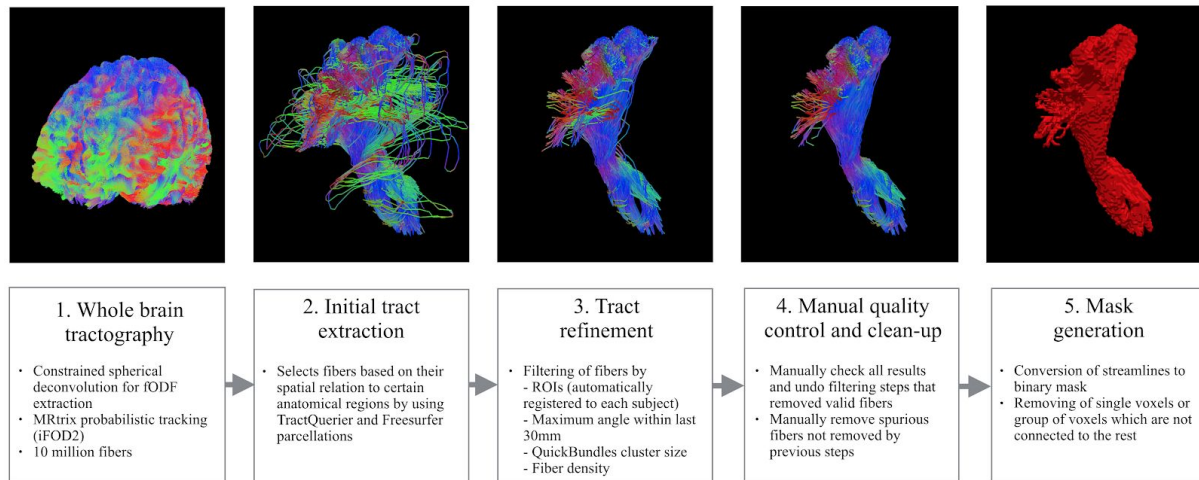 1. Whole brain
tractography
• Constrained spherical
deconvolution for fODF
extraction
• MRtrix probabilistic tracking
(iFOD2)
• 10 million fibers
2. Initial tract
extraction
• Selects fibers based on their
spatial relation to certain
anatomical regions by using
TractQuerier and Freesurfer
parcellations
3. Tract
refinement
• Filtering of fibers by
- ROIs (automatically
registered to each subject)
- Maximum angle within last
30mm
- QuickBundles cluster size
- Fiber density
4. Manual quality
control and clean-up
• Manually check all results
and undo filtering steps that
removed valid fibers
• Manually remove spurious
fibers not removed by
previous steps
5. Mask
generation
• Conversion of streamlines to
binary mask
• Removing of single voxels or
group of voxels which are not
connected to the rest